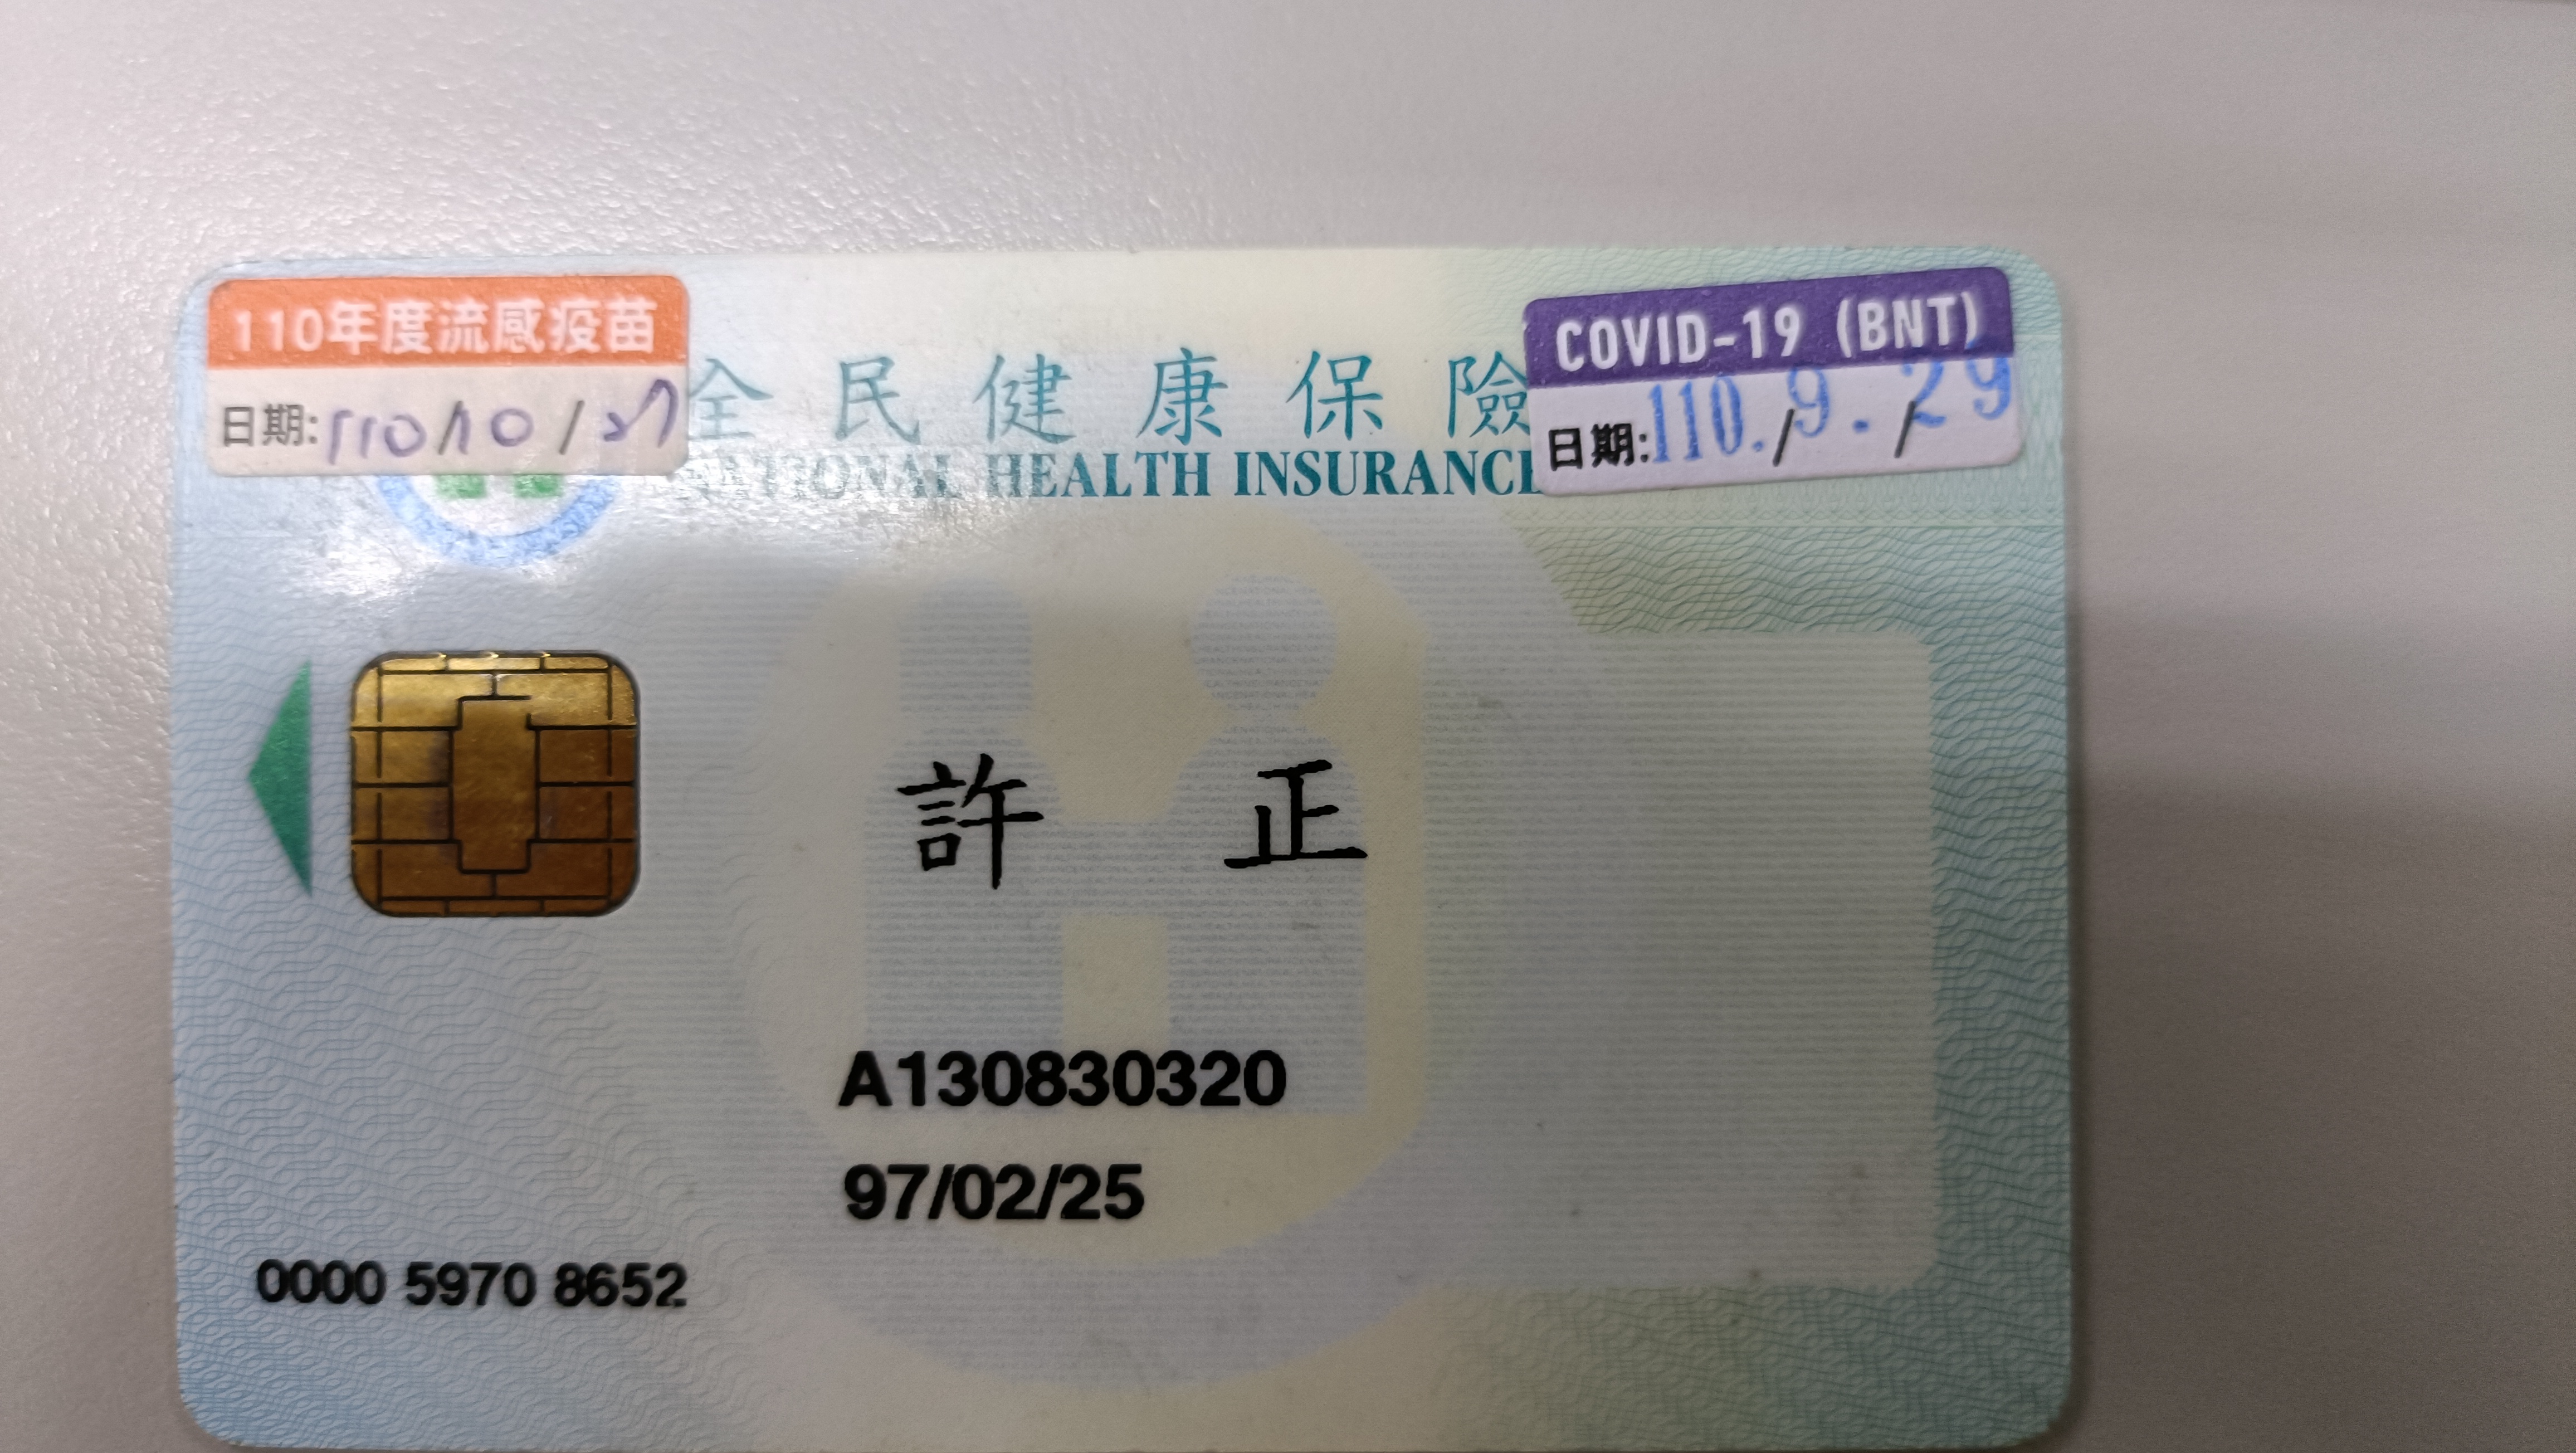 110年度流感疫苗
日期:110/10/27
COVID-19 (BNT)
日期:110./9./29
全民健康保險
NATIONAL HEALTH INSURANCE
許 正
A130830320
97/02/25
0000 5970 8652